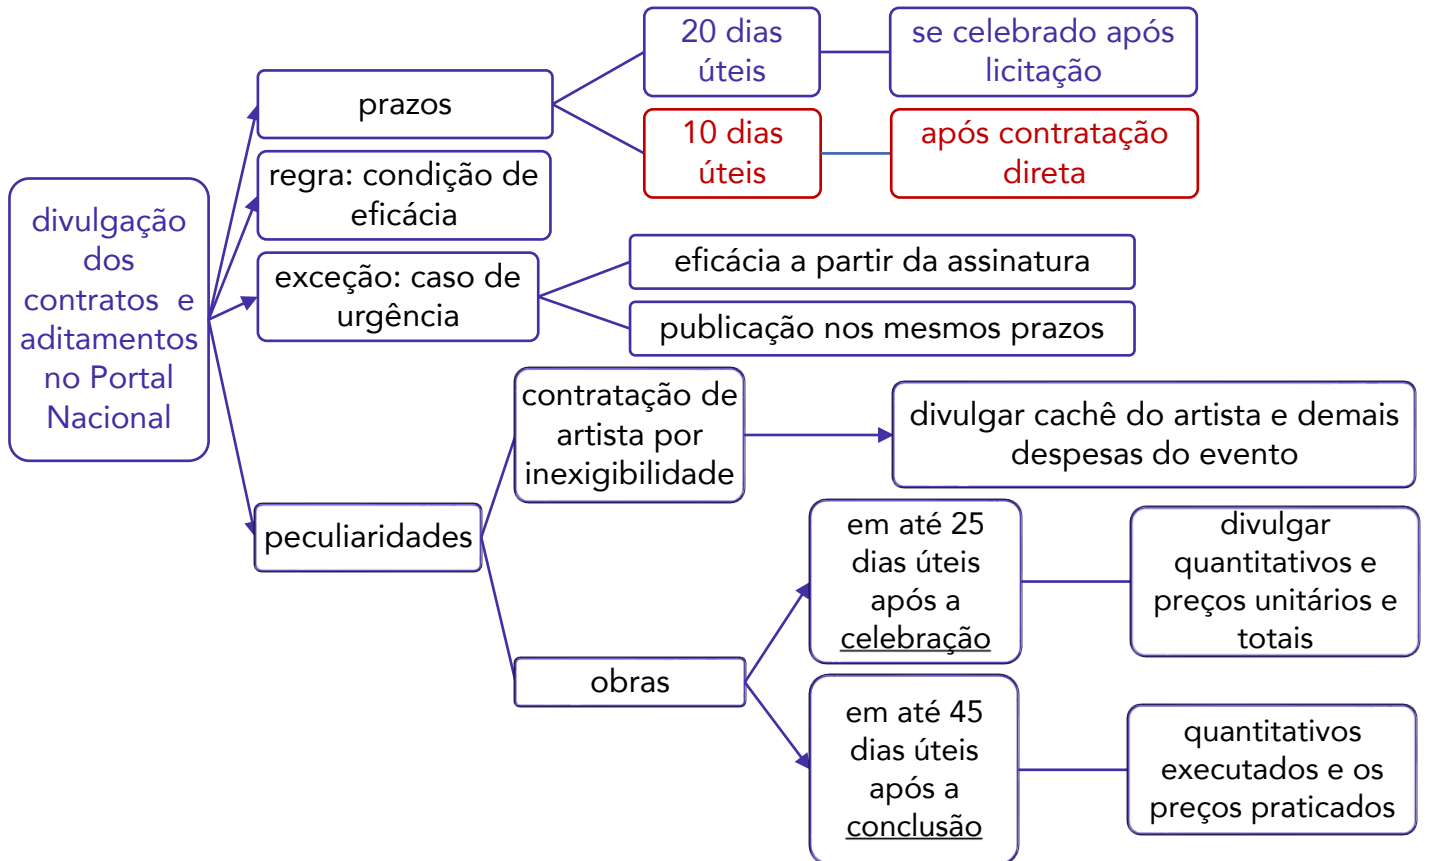 divulgação
dos
contratos e
aditamentos
no Portal
Nacional
prazos
20 dias
úteis
se celebrado após
licitação
10 dias
úteis
após contratação
direta
regra: condição de
eficácia
exceção: caso de
urgência
eficácia a partir da assinatura
publicação nos mesmos prazos
peculiaridades
contratação de
artista por
inexigibilidade
divulgar cachê do artista e demais
despesas do evento
obras
em até 25
dias úteis
após a
celebração
divulgar
quantitativos e
preços unitários e
totais
em até 45
dias úteis
após a
conclusão
quantitativos
executados e os
preços praticados